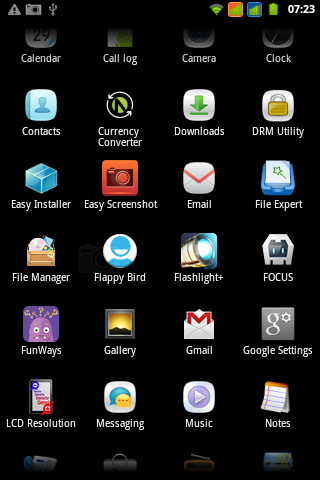 07:23
29
Calendar
Call log
Camera
Clock
Contacts
Currency
Converter
Downloads
DRM Utility
Easy Installer
Easy Screenshot
Email
File Expert
File Manager
Flappy Bird
Flashlight+
FOCUS
FunWays
Gallery
Gmail
Google Settings
LCD Resolution
Messaging
Music
Notes